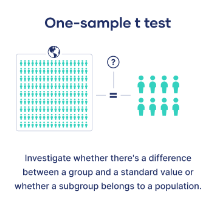 One-sample t test
?
=
Investigate whether there's a difference
between a group and a standard value or
whether a subgroup belongs to a population.